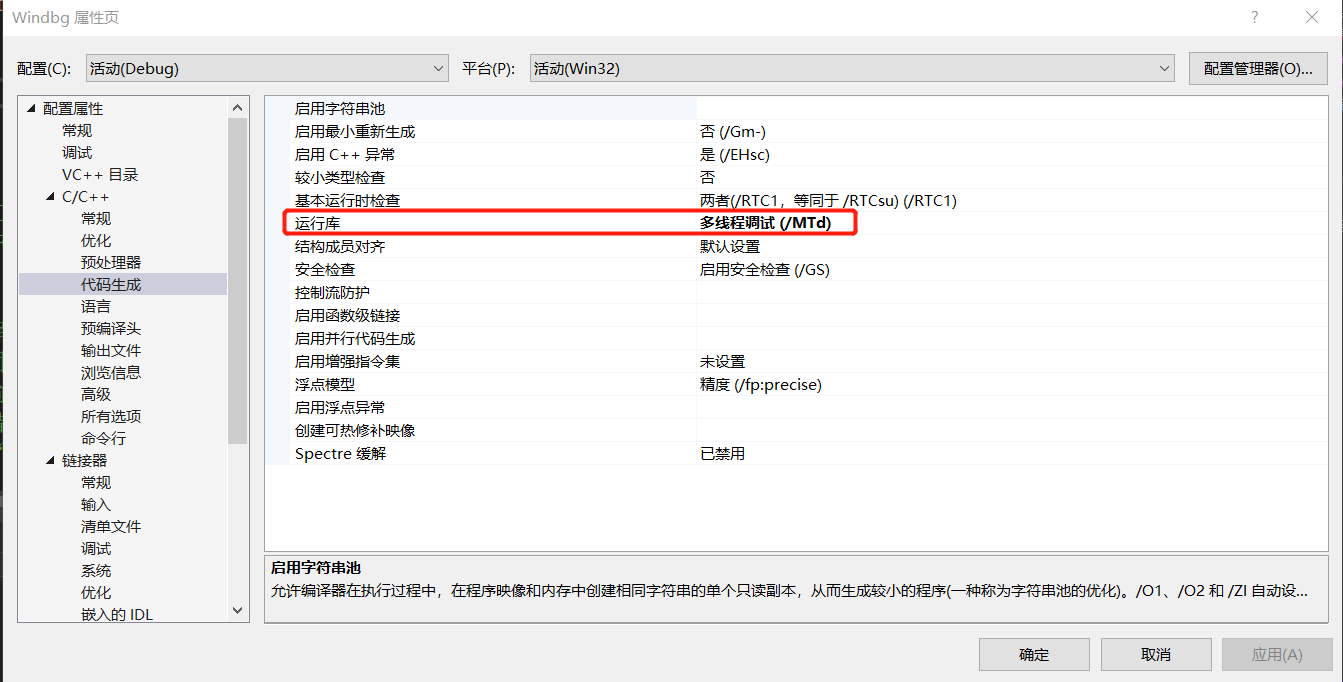 Windbg 属性页
?
配置(C): 活动(Debug) 平台(P): 活动(Win32) 配置管理器(O)...
配置属性
常规
调试
VC++ 目录
C/C++
常规
优化
预处理器
代码生成
语言
预编译头
输出文件
浏览信息
高级
所有选项
命令行
链接器
常规
输入
清单文件
调试
系统
优化
嵌入的 IDL
启用字符串池
启用最小重新生成 否 (/Gm-)
启用 C++ 异常 是 (/EHsc)
较小类型检查 否
基本运行时检查 两者(/RTC1，等同于 /RTCsu) (/RTC1)
运行库 多线程调试 (/MTd)
结构成员对齐 默认设置
安全检查 启用安全检查 (/GS)
控制流防护
启用函数级链接
启用并行代码生成
启用增强指令集 未设置
浮点模型 精度 (/fp:precise)
启用浮点异常
创建可热修补映像
Spectre 缓解 已禁用
启用字符串池
允许编译器在执行过程中，在程序映像和内存中创建相同字符串的单个只读副本，从而生成较小的程序(一种称为字符串池的优化)。/O1、/O2 和 /ZI 自动设...
确定 取消 应用(A)